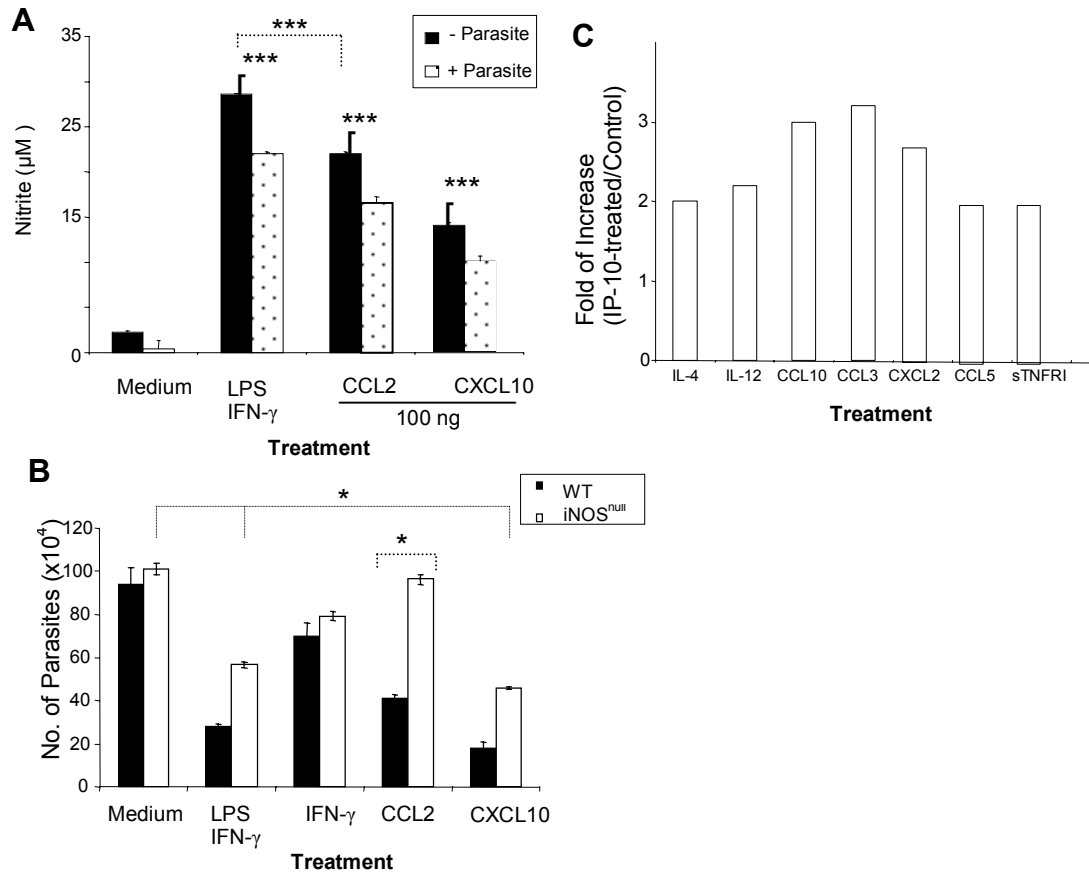 A
35
25
15
0
Nitrite (µM )
***
***
***
***
- Parasite
+ Parasite
Medium
LPS
IFN-γ
CCL2
CXCL10
100 ng
Treatment
C
3
2
1
0
Fold of Increase
(IP-10-treated/Control)
IL-4 IL-12 CCL10 CCL3 CXCL2 CCL5 sTNFRI
Treatment
B
WT
iNOSnull
*
*
120
100
80
60
40
20
0
No. of Parasites (x10⁴)
Medium
LPS
IFN-γ
IFN-γ
CCL2
CXCL10
Treatment